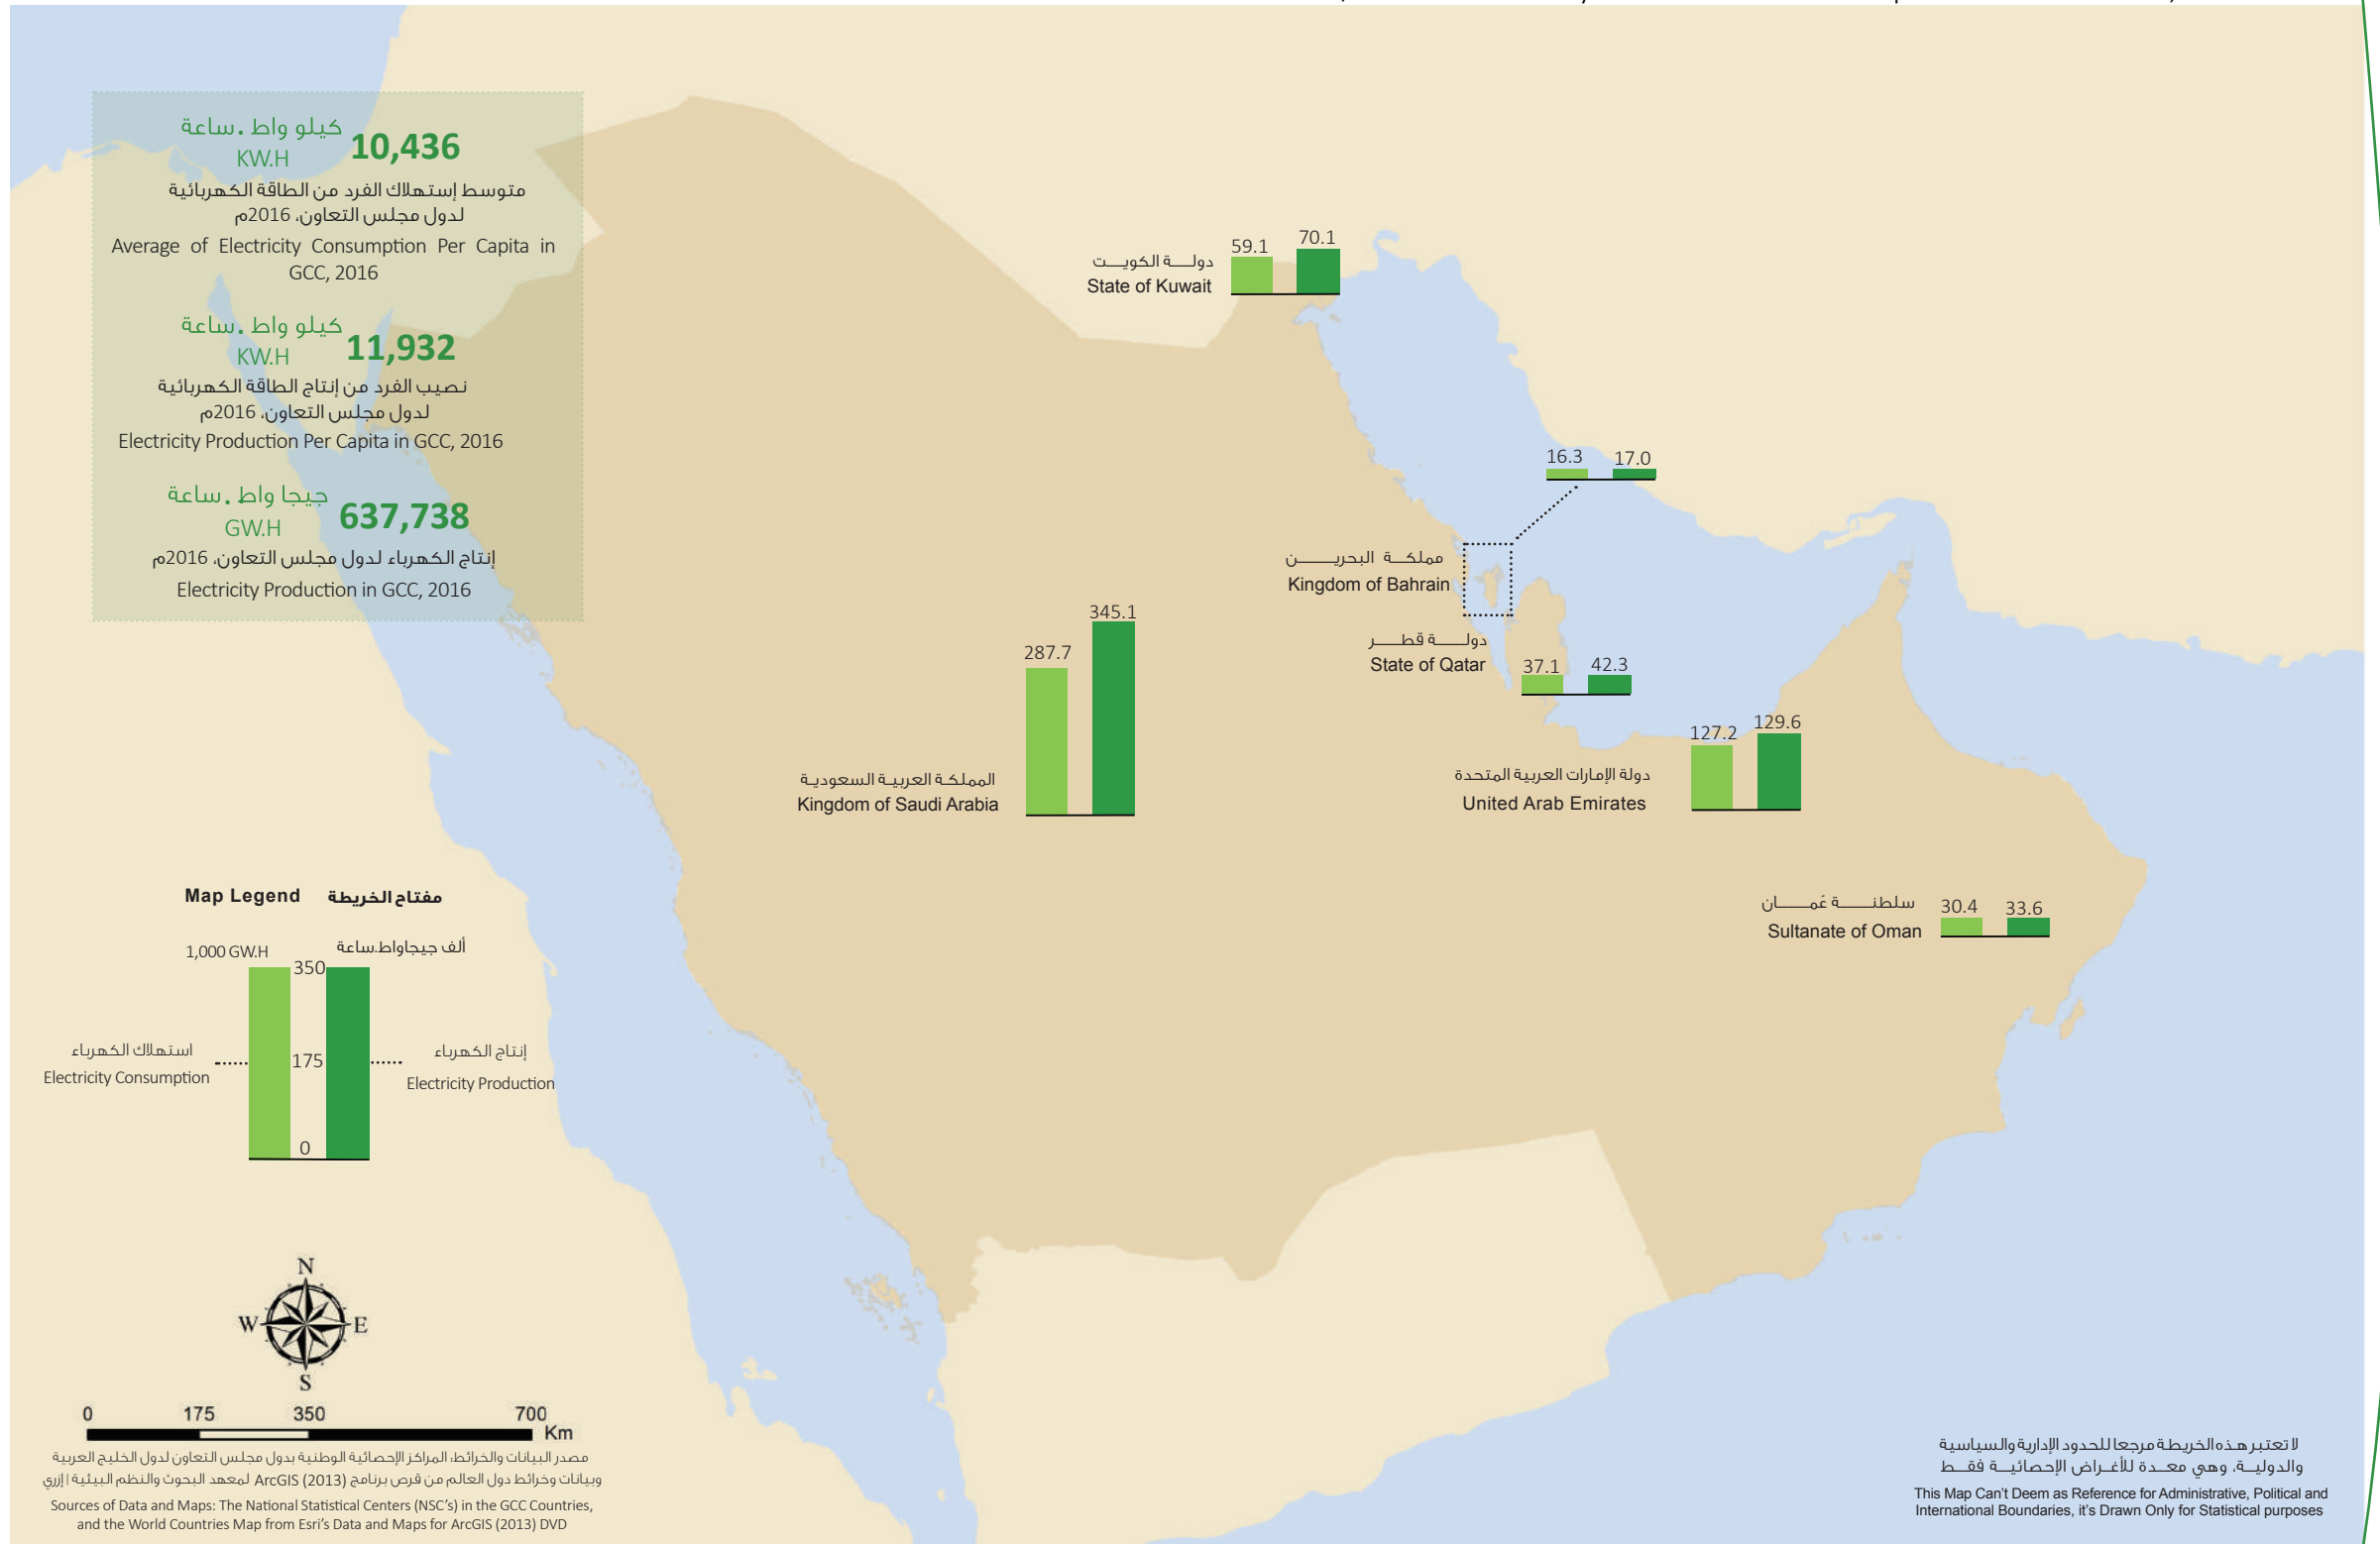 كيلو واط . ساعة
KW.H
10,436
متوسط إستهلاك الفرد من الطاقة الكهربائية
لدول مجلس التعاون، 2016م
Average of Electricity Consumption Per Capita in
GCC, 2016
كيلو واط . ساعة
KW.H
11,932
نصيب الفرد من إنتاج الطاقة الكهربائية
لدول مجلس التعاون، 2016م
Electricity Production Per Capita in GCC, 2016
جيجا واط . ساعة
GW.H
637,738
إنتاج الكهرباء لدول مجلس التعاون، 2016م
Electricity Production in GCC, 2016
59.1 70.1
دولة الكويت
State of Kuwait
16.3 17.0
مملكة البحرين
Kingdom of Bahrain
دولة قطر
State of Qatar
37.1 42.3
287.7 345.1
المملكة العربية السعودية
Kingdom of Saudi Arabia
127.2 129.6
دولة الإمارات العربية المتحدة
United Arab Emirates
سلطنة عُمان
Sultanate of Oman
30.4 33.6
Map Legend مفتاح الخريطة
1,000 GW.H ألف جيجاواط.ساعة
350
175
0
استهلاك الكهرباء
Electricity Consumption
إنتاج الكهرباء
Electricity Production
N
W E
S
0 175 350 700
Km
مصدر البيانات والخرائط: المراكز الإحصائية الوطنية بدول مجلس التعاون لدول الخليج العربية
وبيانات وخرائط دول العالم من قرص برنامج ArcGIS (2013) لمعهد البحوث والنظم البيئية | إزري
Sources of Data and Maps: The National Statistical Centers (NSC's) in the GCC Countries,
and the World Countries Map from Esri's Data and Maps for ArcGIS (2013) DVD
لا تعتبر هذه الخريطة مرجعا للحدود الإدارية والسياسية
والدولية، وهي معدة للأغراض الإحصائية فقط
This Map Can't Deem as Reference for Administrative, Political and
International Boundaries, it's Drawn Only for Statistical purposes